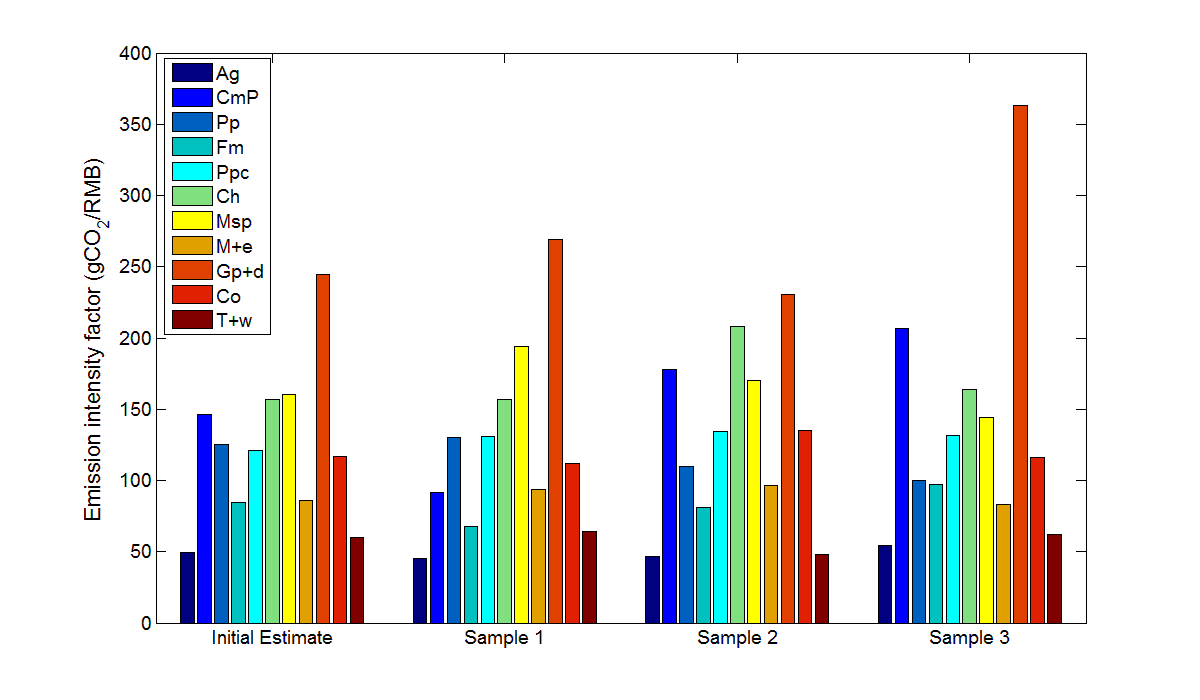 400
350
300
250
200
150
100
50
0
Emission intensity factor (gCO2/RMB)
Ag
CmP
Pp
Fm
Ppc
Ch
Msp
M+e
Gp+d
Co
T+w
Initial Estimate
Sample 1
Sample 2
Sample 3